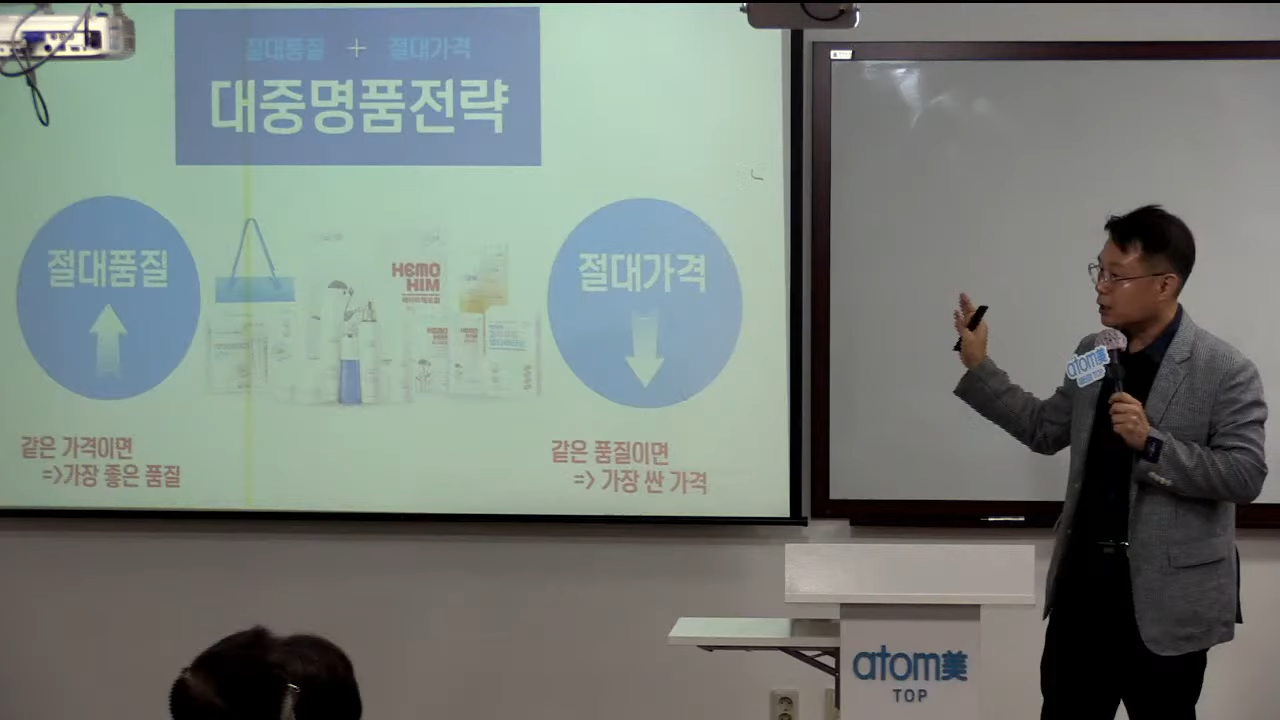 절대품질 + 절대가격
대중명품전략
절대품질
HEMO
HIM
절대가격
HEMO
HIM
같은 가격이면
=>가장 좋은 품질
같은 품질이면
=> 가장 싼 가격
atom美
atom美
TOP